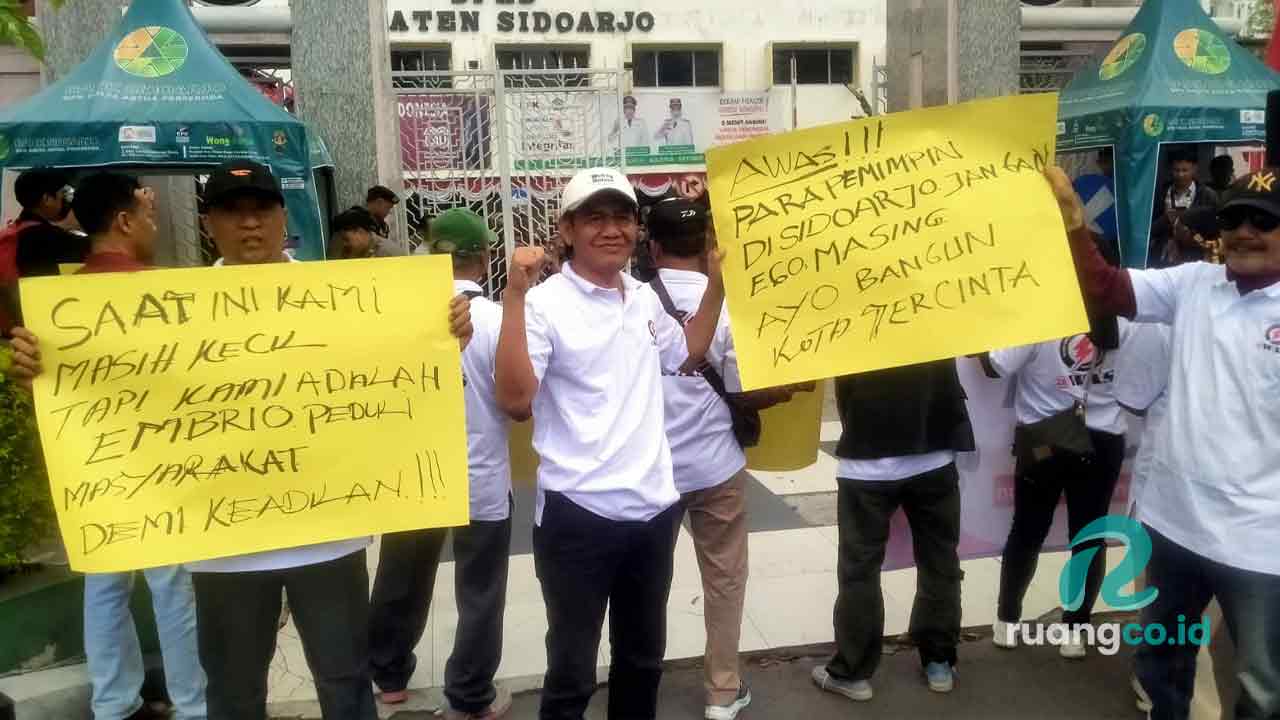 ATEN SIDOARJO
SAAT INI KAMI
MASIH KECIL
TAPI KAMI ADALAH
EMBRIO PEDULI
MASYARAKAT
DEMI KEADILAN.!!!
AWAS!!!
PARA PEMIMPIN
DI SIDOARJO JANGAN
EGO. MASING
AYO BANGUN
KOTA TERCINTA
ruangco.id